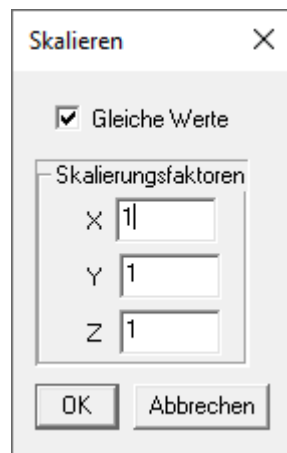 Skalieren
Gleiche Werte
Skalierungsfaktoren
X 1
Y 1
Z 1
OK Abbrechen